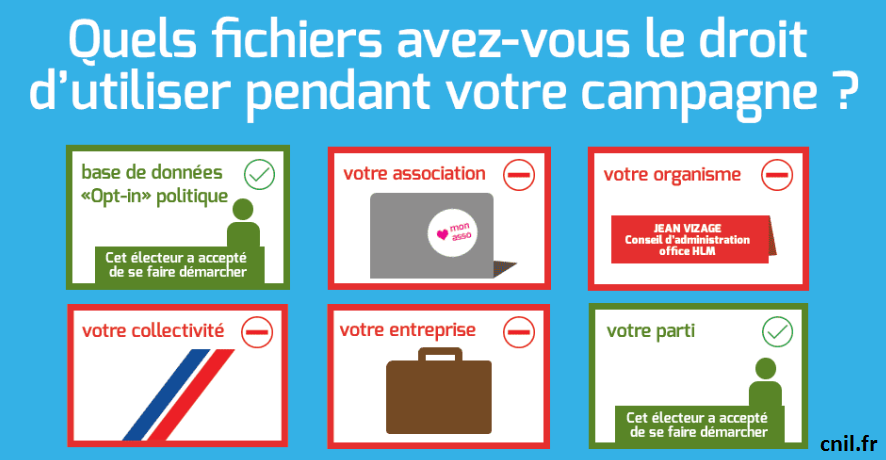 Quels fichiers avez-vous le droit
d'utiliser pendant votre campagne ?
base de données
«Opt-in» politique
Cet électeur a accepté
de se faire démarcher
votre association
mon
asso
votre organisme
JEAN VIZAGE
Conseil d'administration
office HLM
votre collectivité
votre entreprise
votre parti
Cet électeur a accepté
de se faire démarcher
cnil.fr